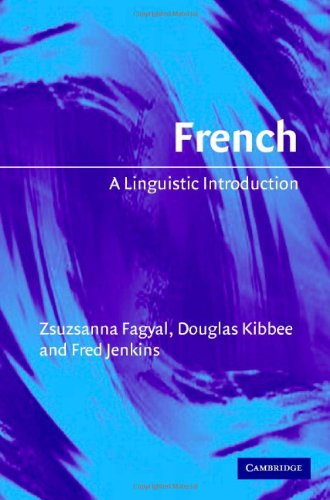 French
A Linguistic Introduction
Zsuzsanna Fagyal, Douglas Kibbee
and Fred Jenkins
CAMBRIDGE